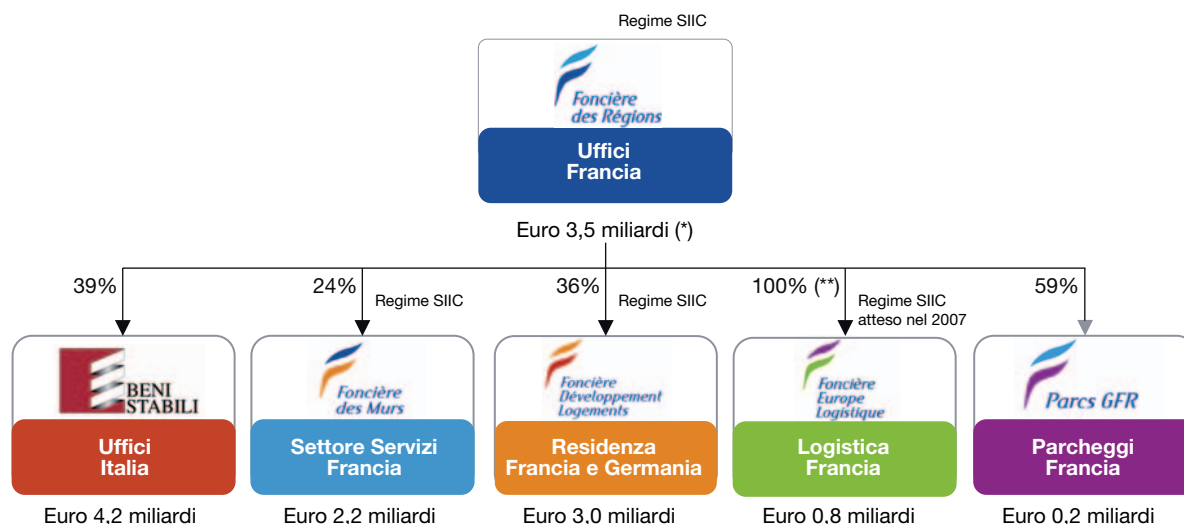 Regime SIIC
Foncière
des Régions
Uffici
Francia
Euro 3,5 miliardi (*)
39%
24%
Regime SIIC
36%
Regime SIIC
100% (**)
Regime SIIC
atteso nel 2007
59%
BENI
STABILI
Uffici
Italia
Euro 4,2 miliardi
Foncière
des Murs
Settore Servizi
Francia
Euro 2,2 miliardi
Foncière
Développement
Logements
Residenza
Francia e Germania
Euro 3,0 miliardi
Foncière
Europe
Logistique
Logistica
Francia
Euro 0,8 miliardi
Parcs GFR
Parcheggi
Francia
Euro 0,2 miliardi